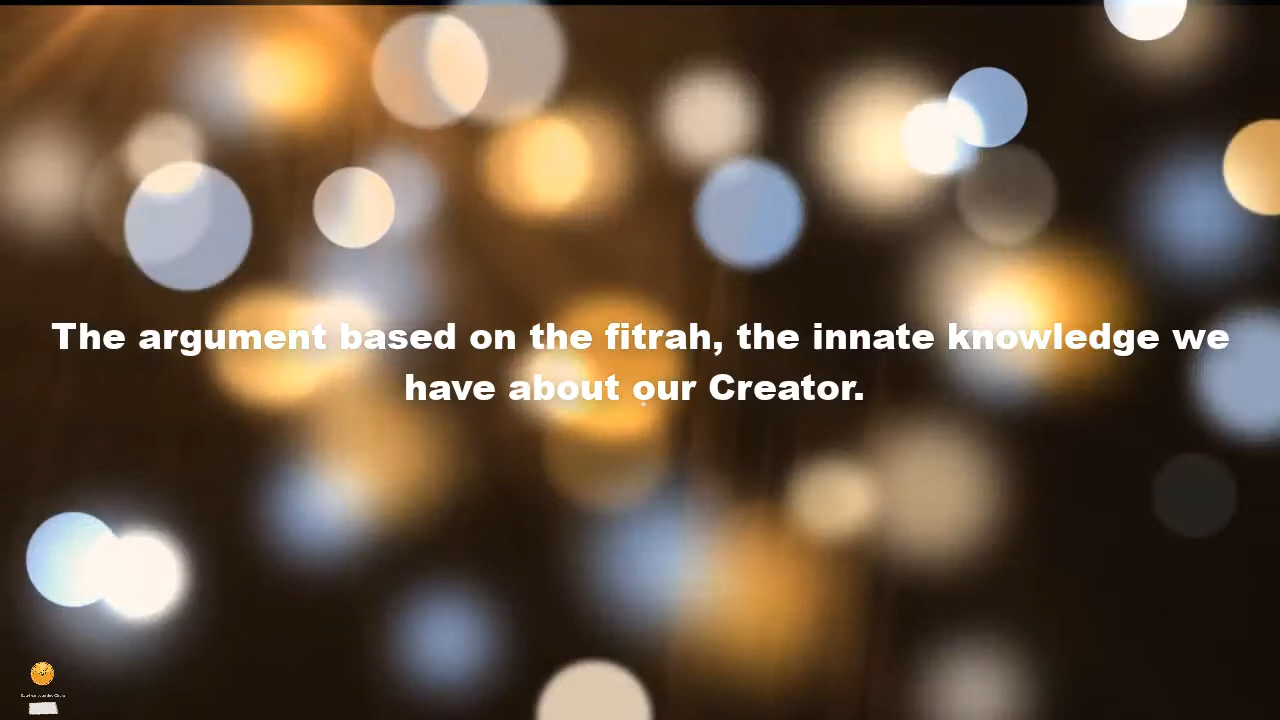 The argument based on the fitrah, the innate knowledge we
have about our Creator.